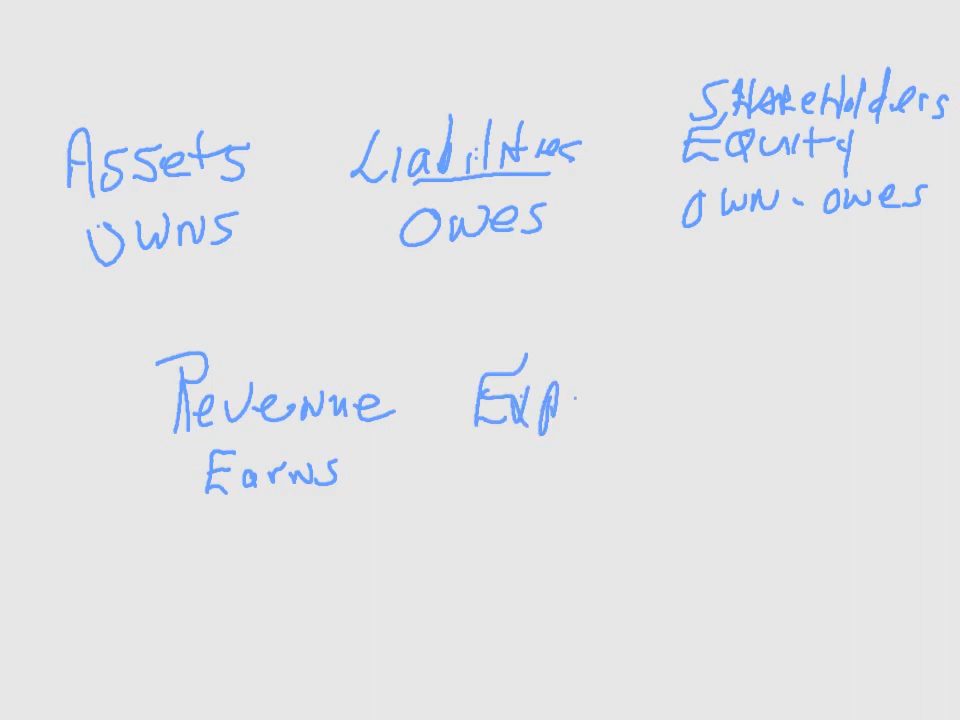 Assets Liabilities Shareholders
Equity
owns owes own - owes
Revenue Exp
Earns